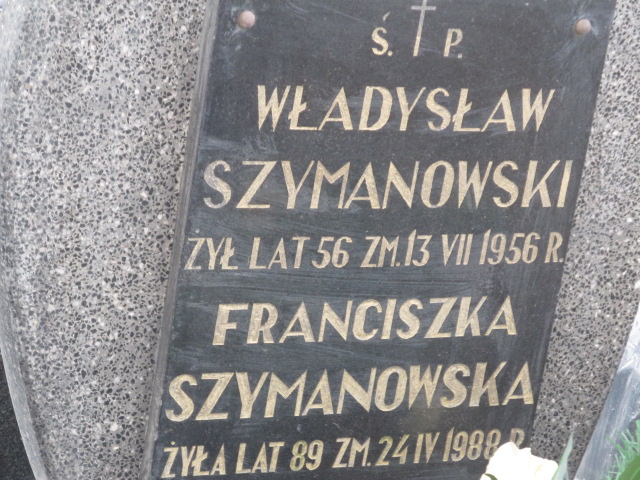 Ś. P.
WŁADYSŁAW
SZYMANOWSKI
ŻYŁ LAT 56 ZM. 13 VII 1956 R.
FRANCISZKA
SZYMANOWSKA
ŻYŁA LAT 89 ZM. 24 IV 1988 R.